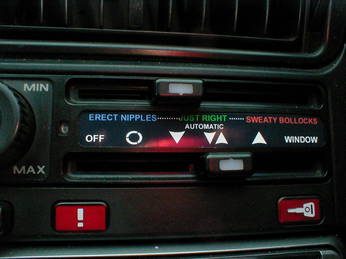 MIN
ERECT NIPPLES JUST RIGHT SWEATY BOLLOCKS
AUTOMATIC
OFF WINDOW
MAX
!